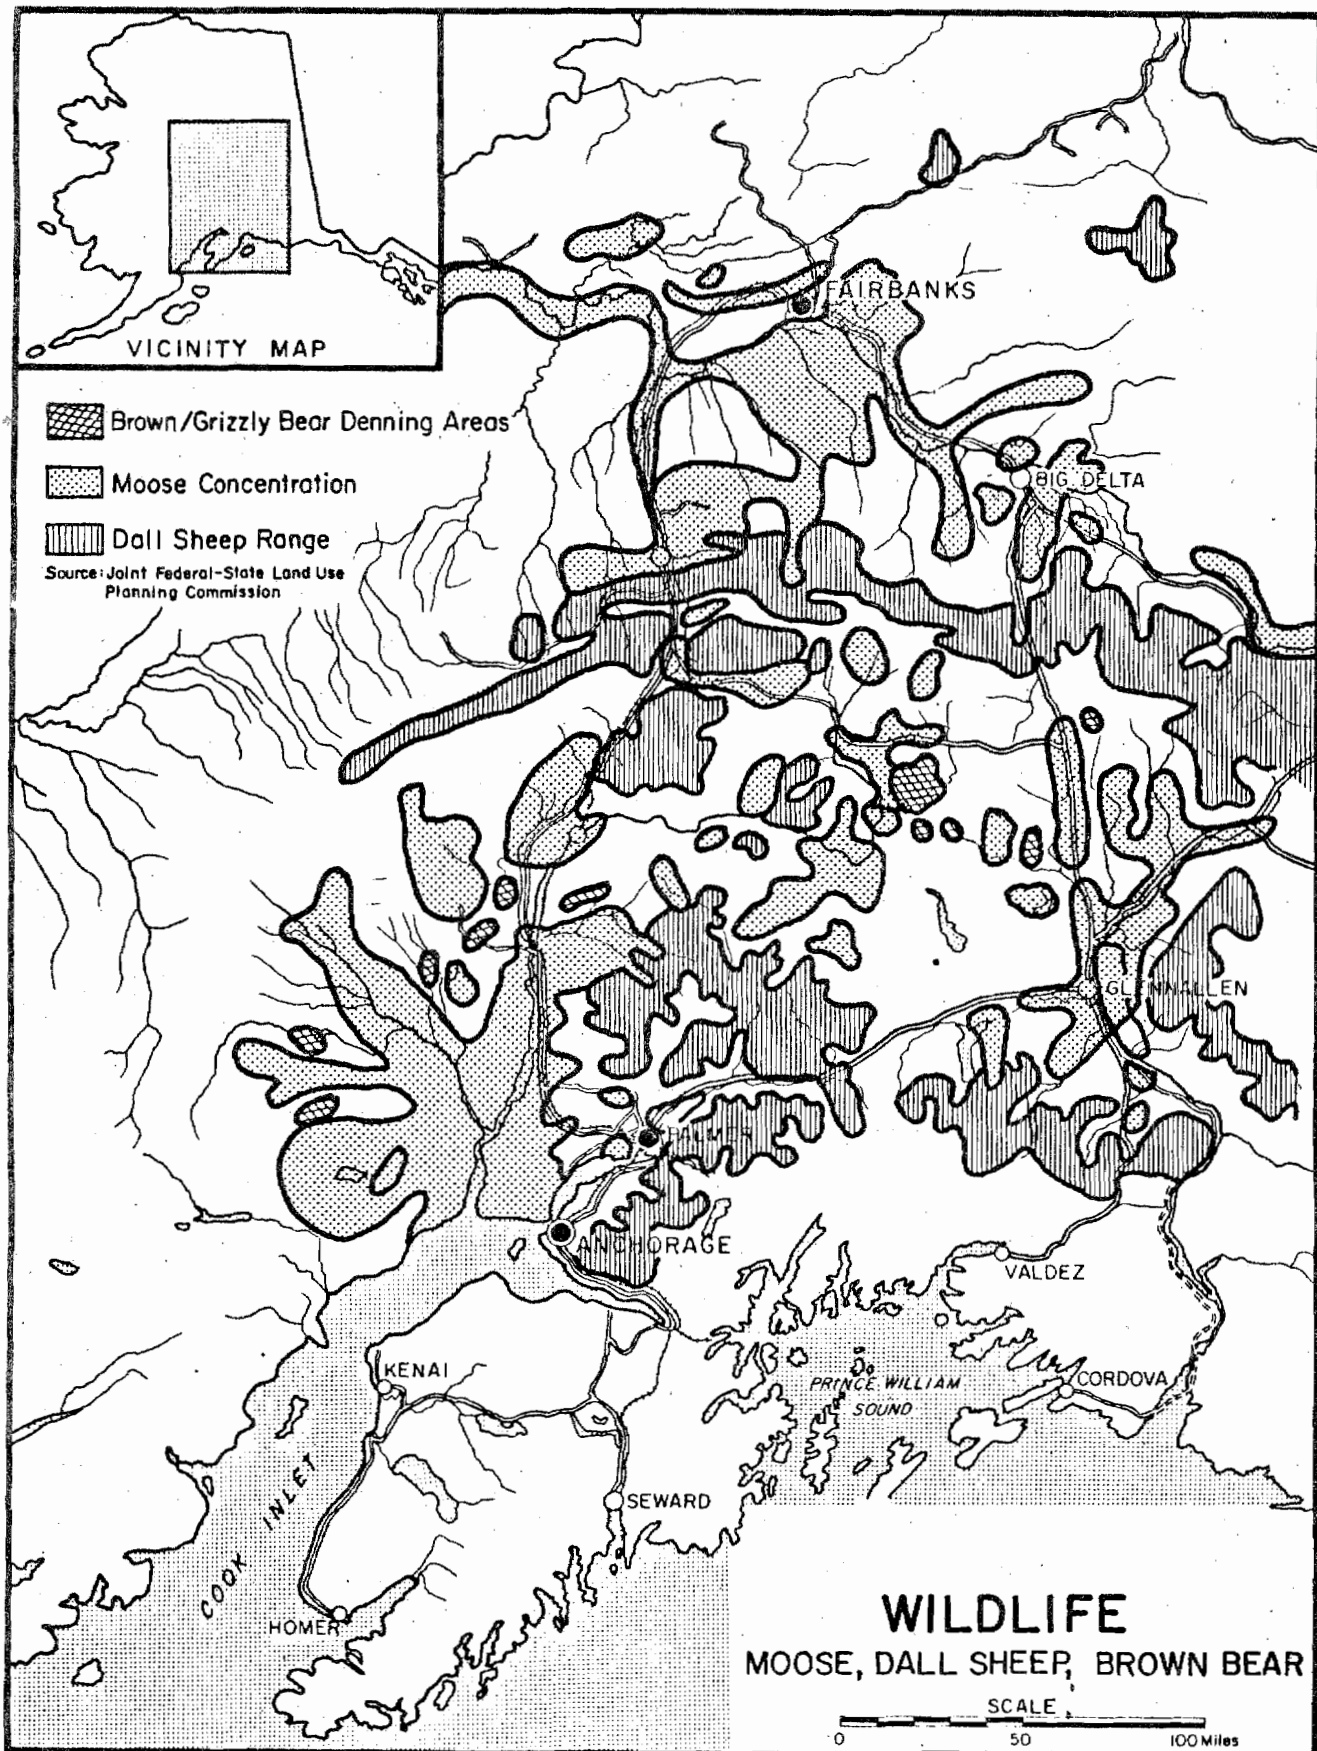 VICINITY MAP
Brown/Grizzly Bear Denning Areas
Moose Concentration
Dall Sheep Range
Source: Joint Federal-State Land Use
Planning Commission
FAIRBANKS
BIG DELTA
GLENNALLEN
PALMER
ANCHORAGE
VALDEZ
KENAI
PRINCE WILLIAM
SOUND
CORDOVA
COOK INLET
SEWARD
HOMER
WILDLIFE
MOOSE, DALL SHEEP, BROWN BEAR
SCALE
0 50 100 Miles